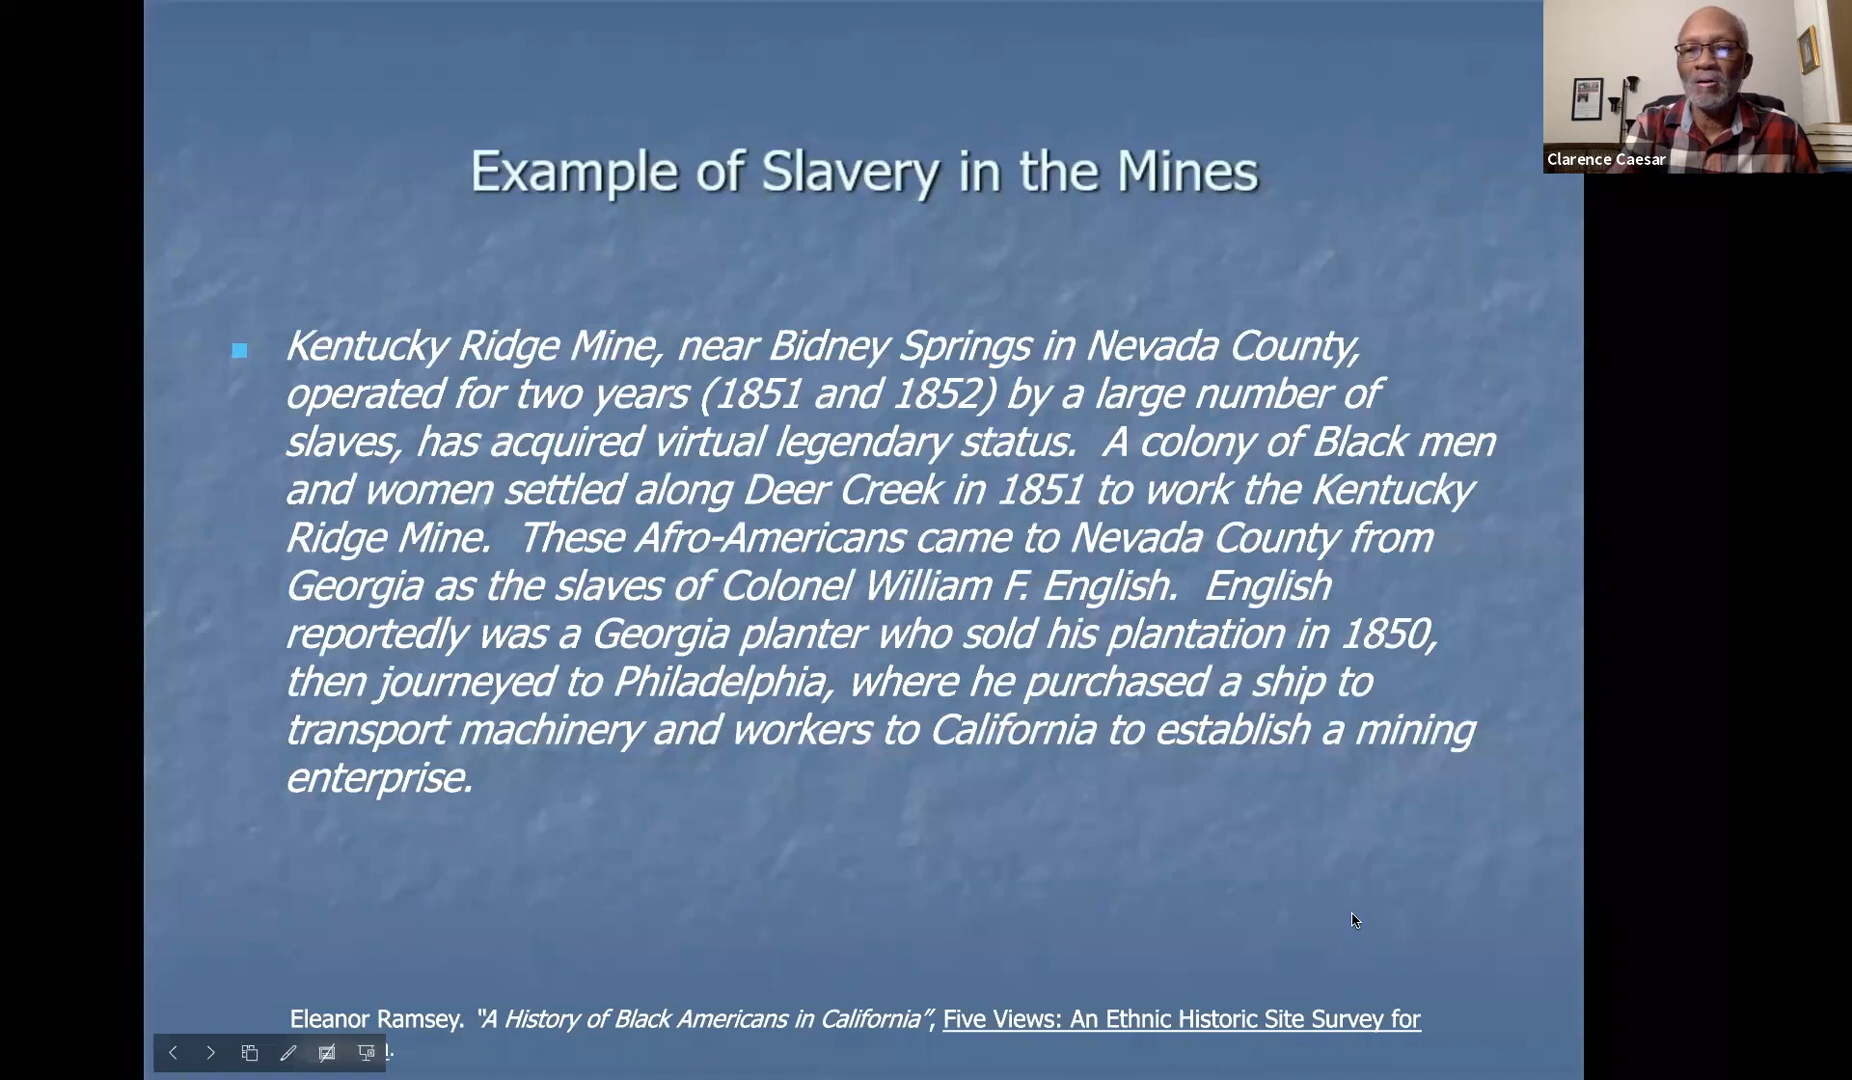 Clarence Caesar
Example of Slavery in the Mines
Kentucky Ridge Mine, near Bidney Springs in Nevada County,
operated for two years (1851 and 1852) by a large number of
slaves, has acquired virtual legendary status. A colony of Black men
and women settled along Deer Creek in 1851 to work the Kentucky
Ridge Mine. These Afro-Americans came to Nevada County from
Georgia as the slaves of Colonel William F. English. English
reportedly was a Georgia planter who sold his plantation in 1850,
then journeyed to Philadelphia, where he purchased a ship to
transport machinery and workers to California to establish a mining
enterprise.
Eleanor Ramsey. “A History of Black Americans in California”, Five Views: An Ethnic Historic Site Survey for